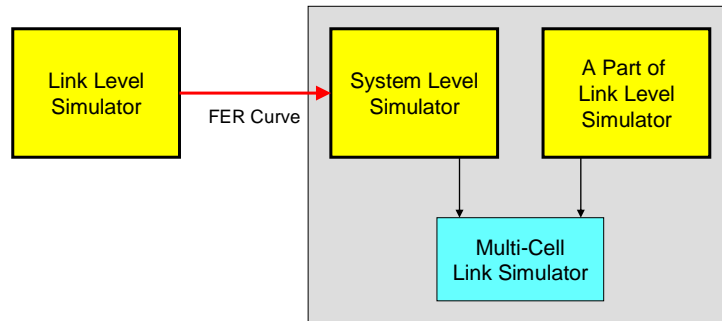 Link Level
Simulator
FER Curve
System Level
Simulator
A Part of
Link Level
Simulator
Multi-Cell
Link Simulator